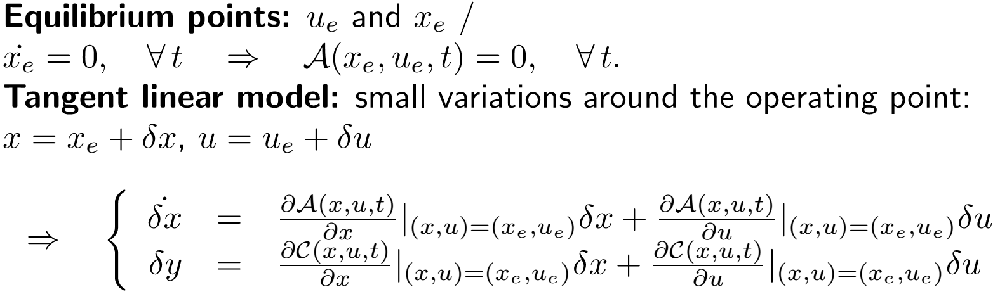 Equilibrium points: $u_e$ and $x_e$ /
$\dot{x_e} = 0, \quad \forall\, t \quad \Rightarrow \quad \mathcal{A}(x_e, u_e, t) = 0, \quad \forall\, t.$
Tangent linear model: small variations around the operating point:
$x = x_e + \delta x$, $u = u_e + \delta u$
$\Rightarrow \left\{ \begin{array}{rcl} \dot{\delta x} & = & \frac{\partial \mathcal{A}(x,u,t)}{\partial x}|_{(x,u)=(x_e,u_e)} \delta x + \frac{\partial \mathcal{A}(x,u,t)}{\partial u}|_{(x,u)=(x_e,u_e)} \delta u \\ \delta y & = & \frac{\partial \mathcal{C}(x,u,t)}{\partial x}|_{(x,u)=(x_e,u_e)} \delta x + \frac{\partial \mathcal{C}(x,u,t)}{\partial u}|_{(x,u)=(x_e,u_e)} \delta u \end{array} \right.$